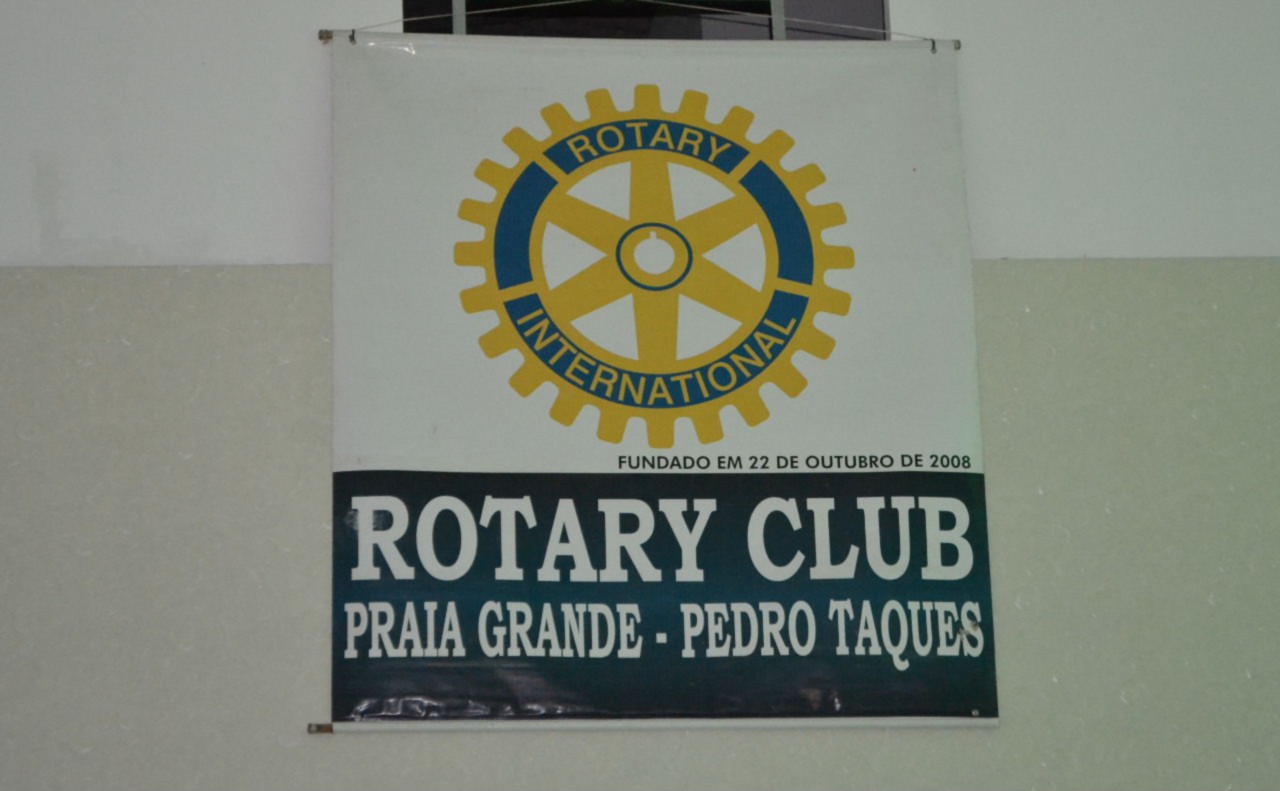 ROTARY
INTERNATIONAL
FUNDADO EM 22 DE OUTUBRO DE 2008
ROTARY CLUB
PRAIA GRANDE - PEDRO TAQUES